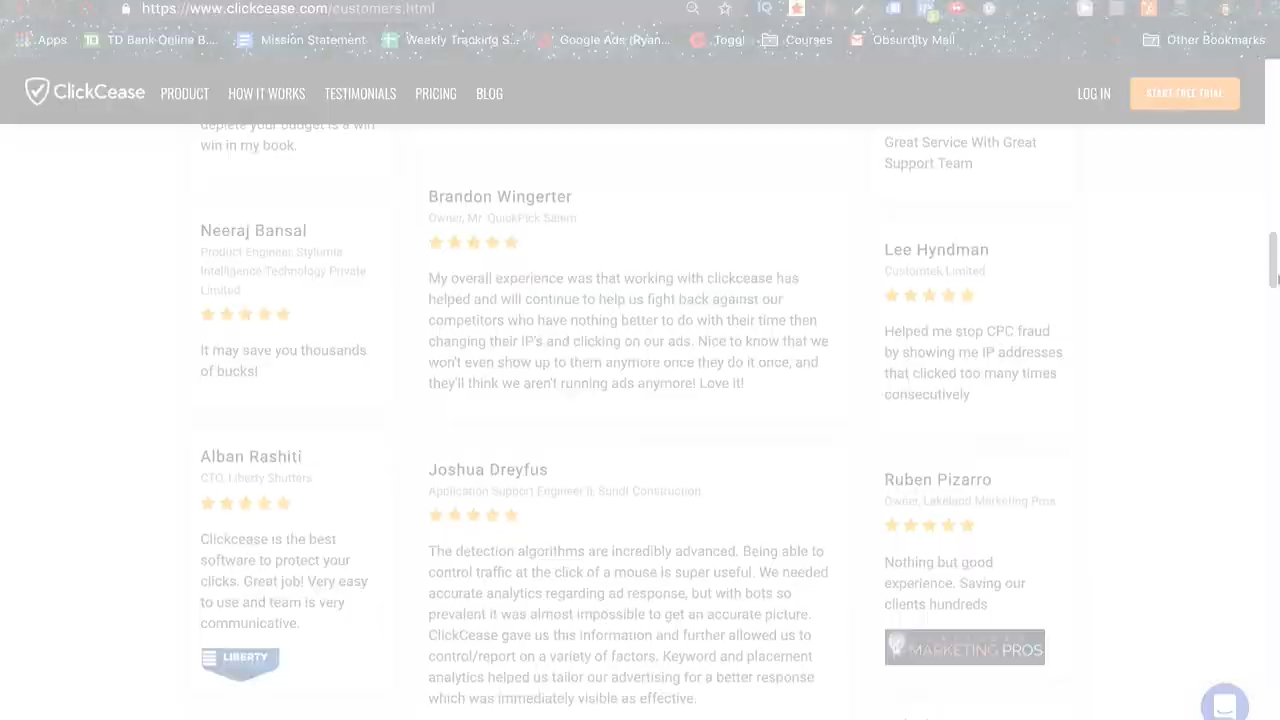 https://www.clickcease.com/customers.html
Apps
TD Bank Online B...
Mission Statement
Weekly Tracking S...
Google Ads (Ryan...
Toggl
Courses
Obsurdity Mail
Other Bookmarks
ClickCease
PRODUCT
HOW IT WORKS
TESTIMONIALS
PRICING
BLOG
LOG IN
START FREE TRIAL
deplete your budget is a win
win in my book.
Neeraj Bansal
Product Engineer, Stylumia
Intelligence Technology Private
Limited
It may save you thousands
of bucks!
Alban Rashiti
CTO, Liberty Shutters
Clickcease is the best
software to protect your
clicks. Great job! Very easy
to use and team is very
communicative.
LIBERTY
Brandon Wingerter
Owner, Mr. QuickPick Salem
My overall experience was that working with clickcease has
helped and will continue to help us fight back against our
competitors who have nothing better to do with their time then
changing their IP's and clicking on our ads. Nice to know that we
won't even show up to them anymore once they do it once, and
they'll think we aren't running ads anymore! Love it!
Joshua Dreyfus
Application Support Engineer II, Sundt Construction
The detection algorithms are incredibly advanced. Being able to
control traffic at the click of a mouse is super useful. We needed
accurate analytics regarding ad response, but with bots so
prevalent it was almost impossible to get an accurate picture.
ClickCease gave us this information and further allowed us to
control/report on a variety of factors. Keyword and placement
analytics helped us tailor our advertising for a better response
which was immediately visible as effective.
Great Service With Great
Support Team
Lee Hyndman
Customtek Limited
Helped me stop CPC fraud
by showing me IP addresses
that clicked too many times
consecutively
Ruben Pizarro
Owner, Lakeland Marketing Pros
Nothing but good
experience. Saving our
clients hundreds
MARKETING PROS